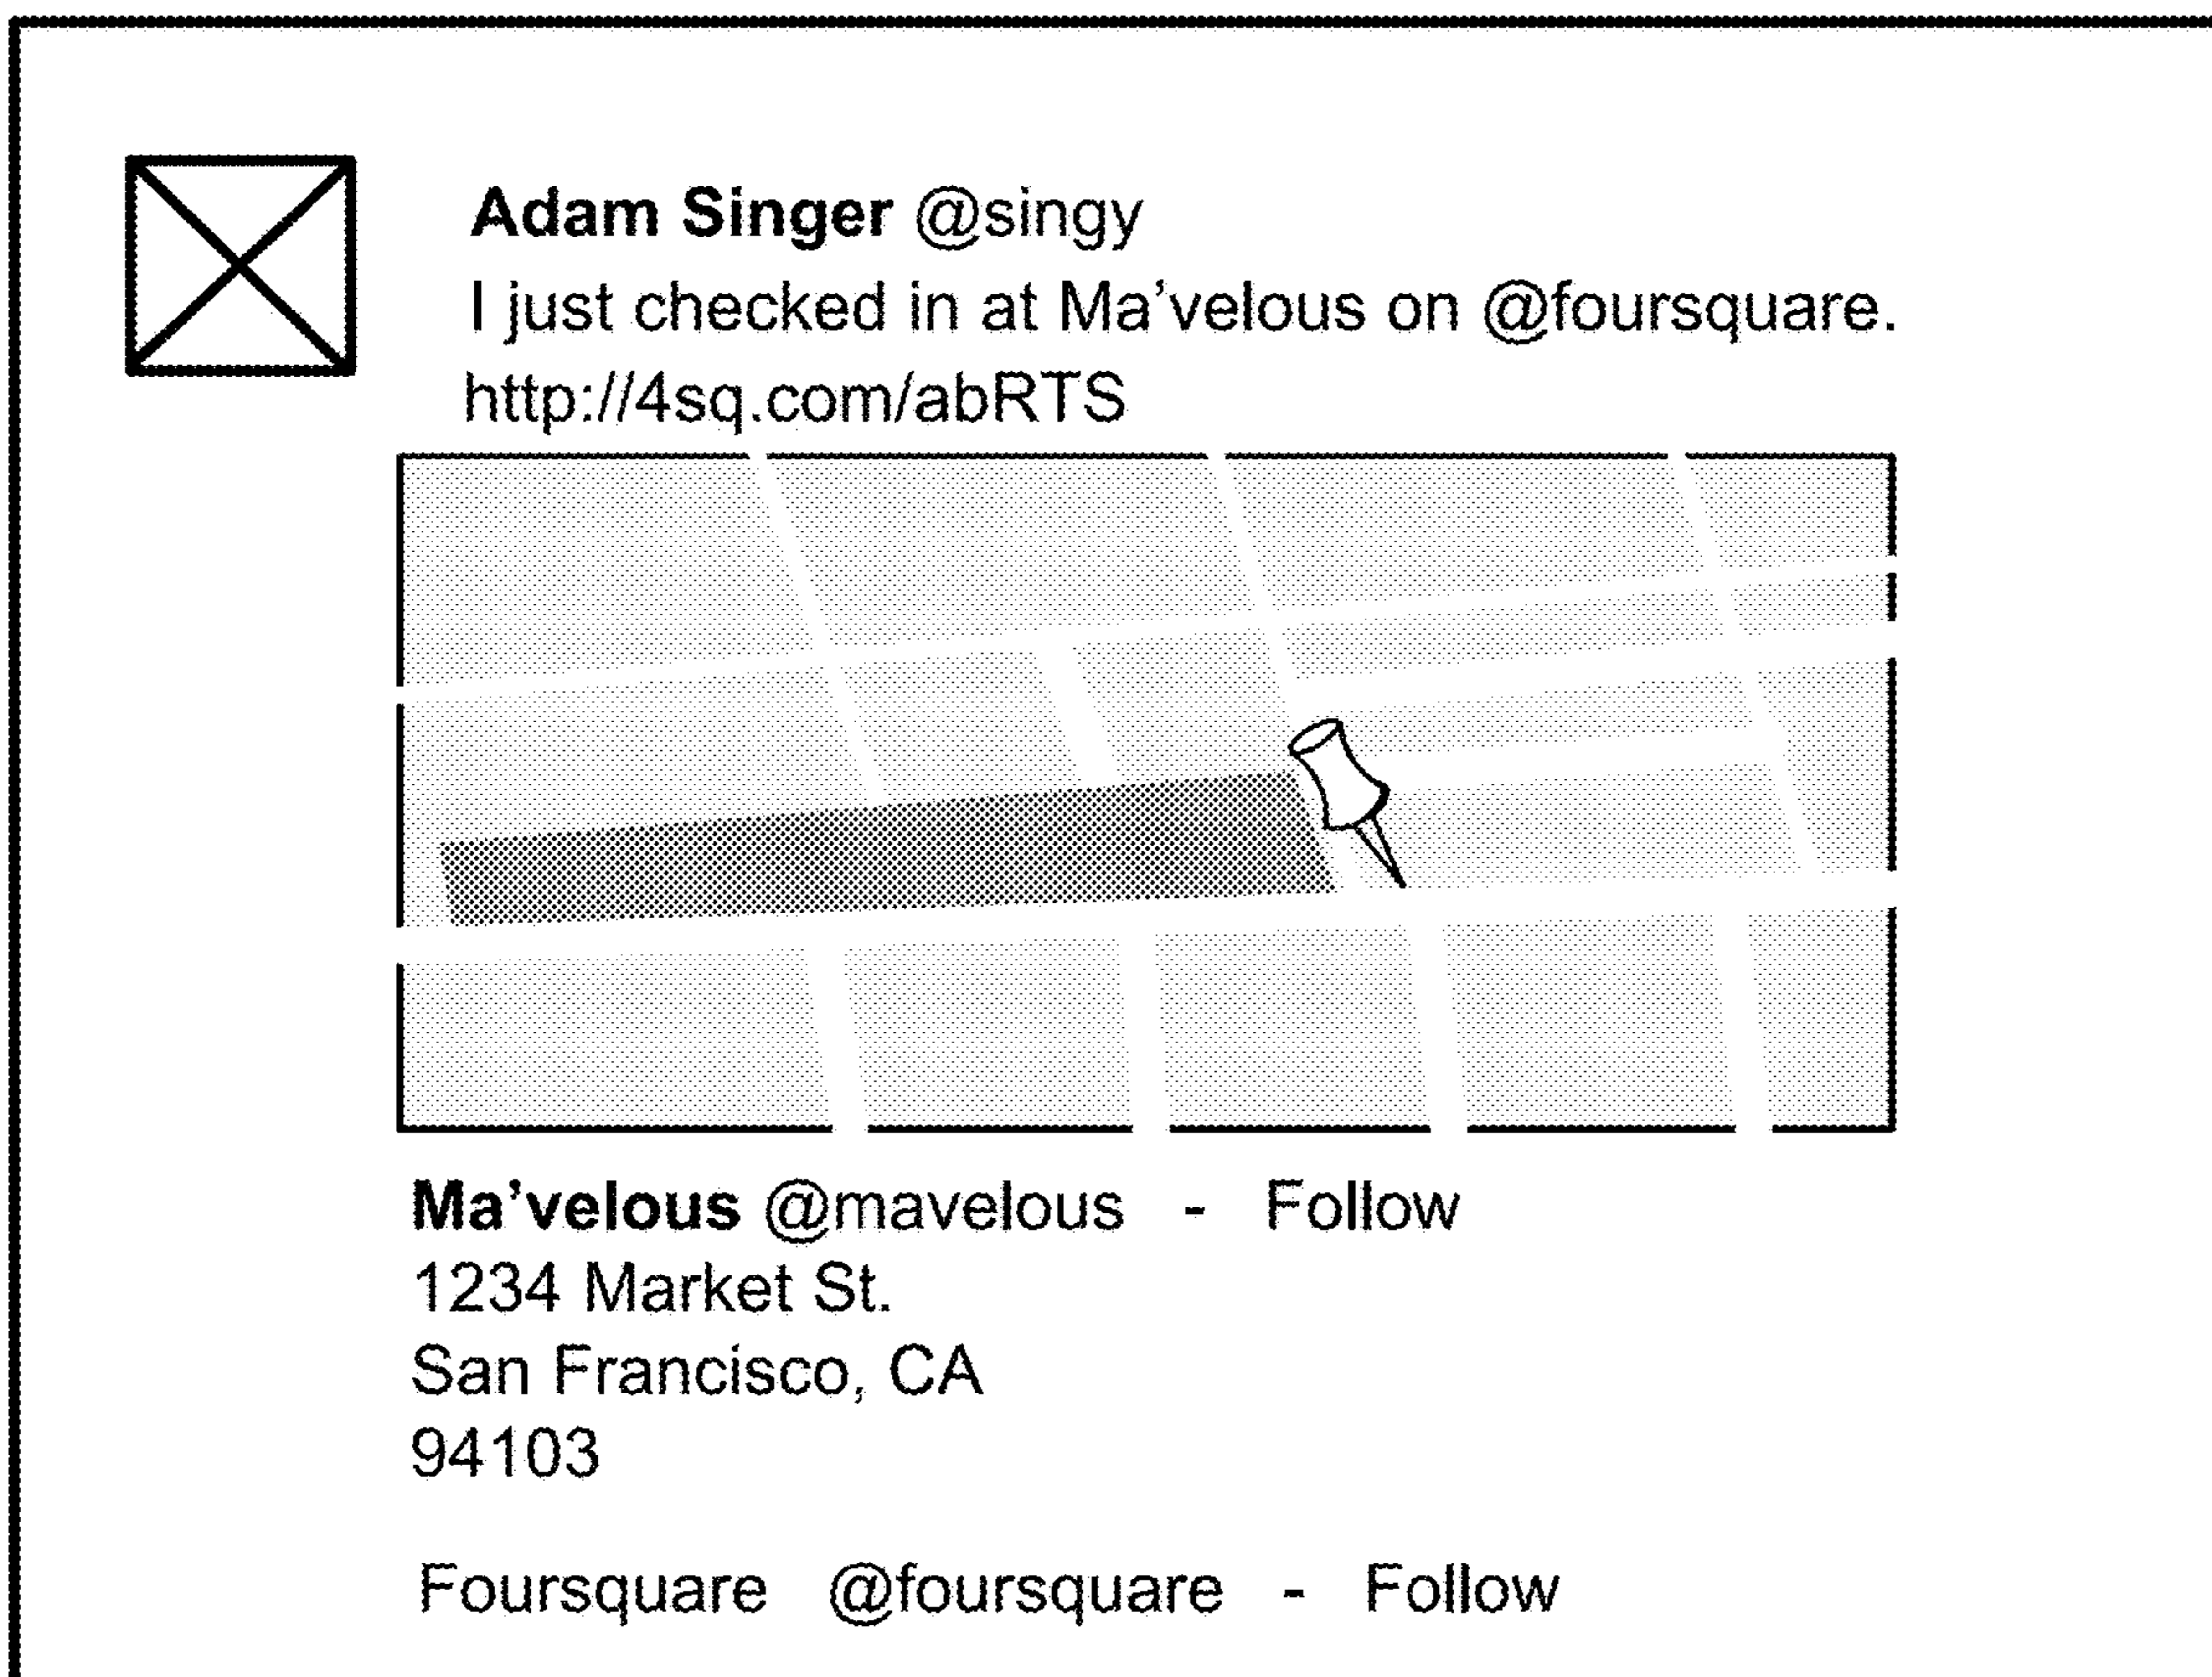 Adam Singer @singy
I just checked in at Ma’velous on @foursquare.
http://4sq.com/abRTS
Ma’velous @mavelous - Follow
1234 Market St.
San Francisco, CA
94103
Foursquare @foursquare - Follow